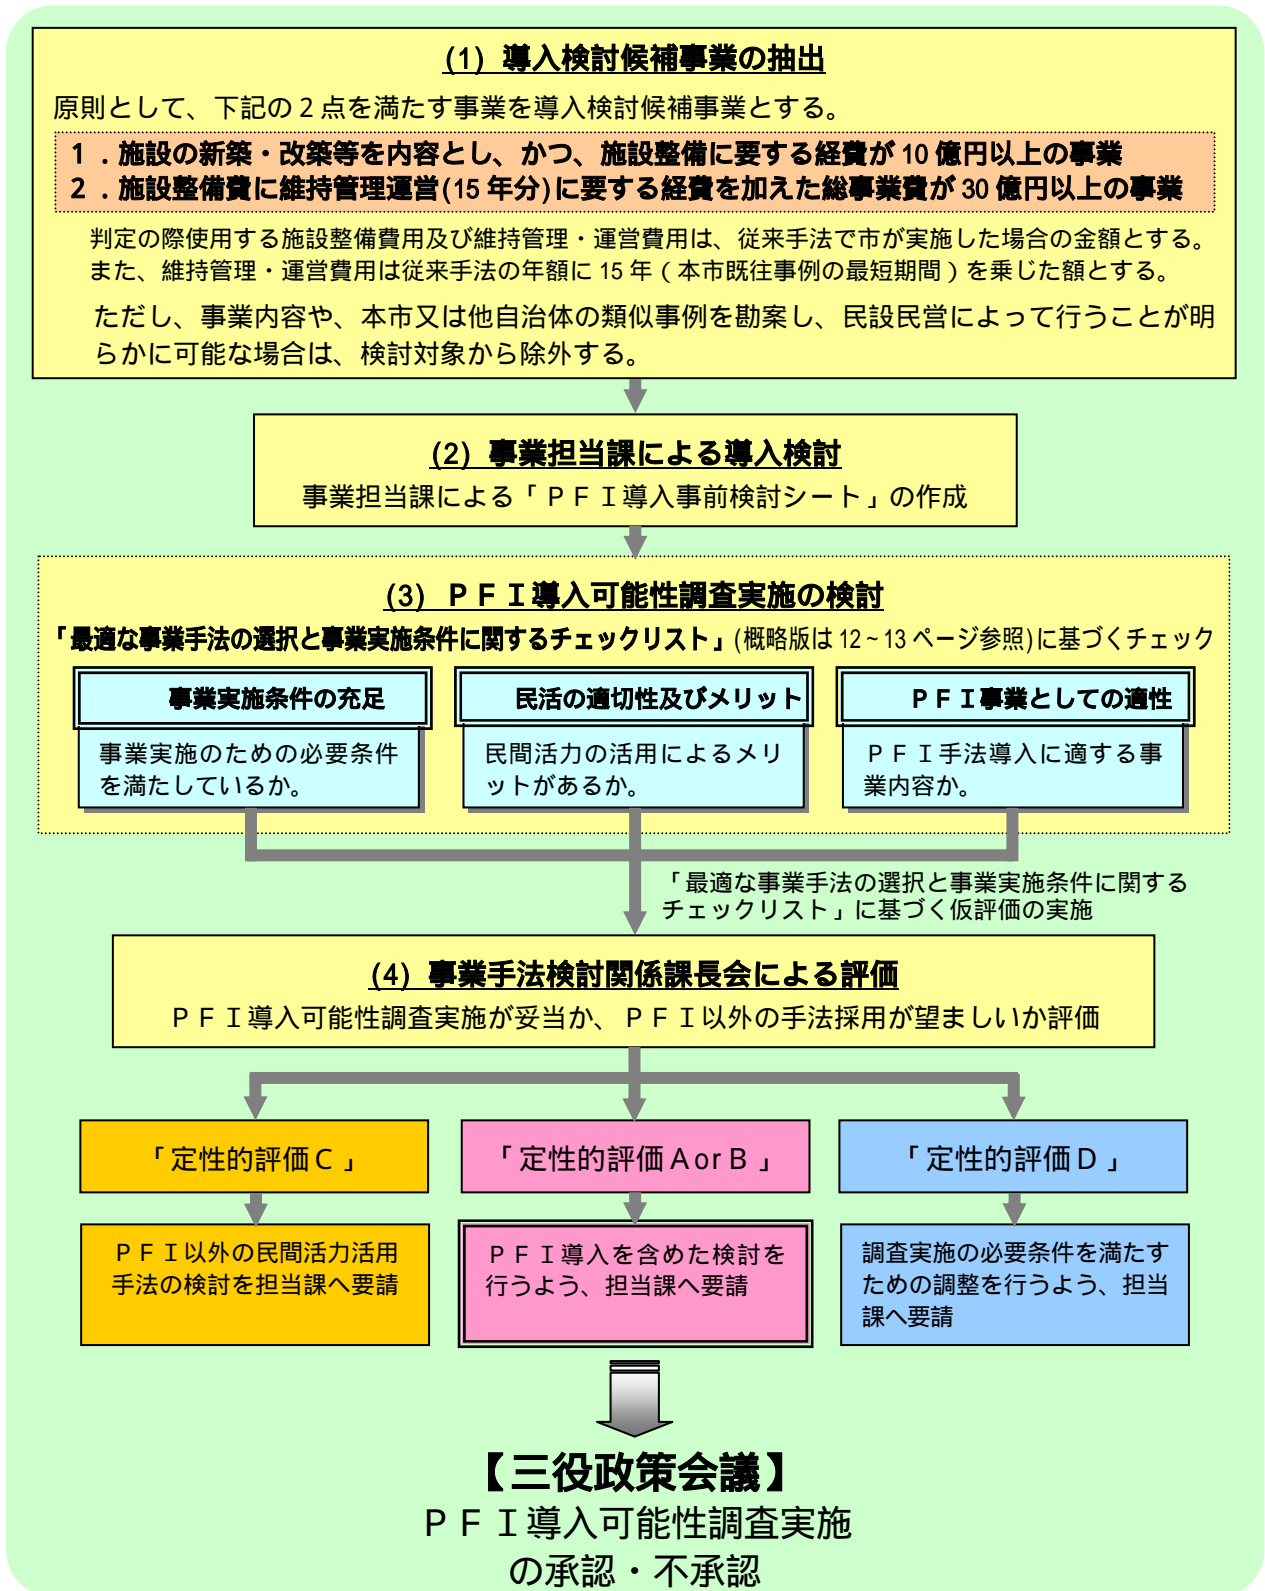 (1) 導入検討候補事業の抽出
原則として、下記の２点を満たす事業を導入検討候補事業とする。
１．施設の新築・改築等を内容とし、かつ、施設整備に要する経費が 10 億円以上の事業
２．施設整備費に維持管理運営(15 年分)に要する経費を加えた総事業費が 30 億円以上の事業
判定の際使用する施設整備費用及び維持管理・運営費用は、従来手法で市が実施した場合の金額とする。
また、維持管理・運営費用は従来手法の年額に 15 年（本市既往事例の最短期間）を乗じた額とする。
ただし、事業内容や、本市又は他自治体の類似事例を勘案し、民設民営によって行うことが明
らかに可能な場合は、検討対象から除外する。
(2) 事業担当課による導入検討
事業担当課による「ＰＦＩ導入事前検討シート」の作成
(3) ＰＦＩ導入可能性調査実施の検討
「最適な事業手法の選択と事業実施条件に関するチェックリスト」(概略版は 12~13 ページ参照)に基づくチェック
事業実施条件の充足
事業実施のための必要条件
を満たしているか。
民活の適切性及びメリット
民間活力の活用によるメリ
ットがあるか。
ＰＦＩ事業としての適性
ＰＦＩ手法導入に適する事
業内容か。
「最適な事業手法の選択と事業実施条件に関する
チェックリスト」に基づく仮評価の実施
(4) 事業手法検討関係課長会による評価
ＰＦＩ導入可能性調査実施が妥当か、ＰＦＩ以外の手法採用が望ましいか評価
「定性的評価Ｃ」
「定性的評価ＡorＢ」
「定性的評価Ｄ」
ＰＦＩ以外の民間活力活用
手法の検討を担当課へ要請
ＰＦＩ導入を含めた検討を
行うよう、担当課へ要請
調査実施の必要条件を満たす
ための調整を行うよう、担当
課へ要請
【三役政策会議】
ＰＦＩ導入可能性調査実施
の承認・不承認